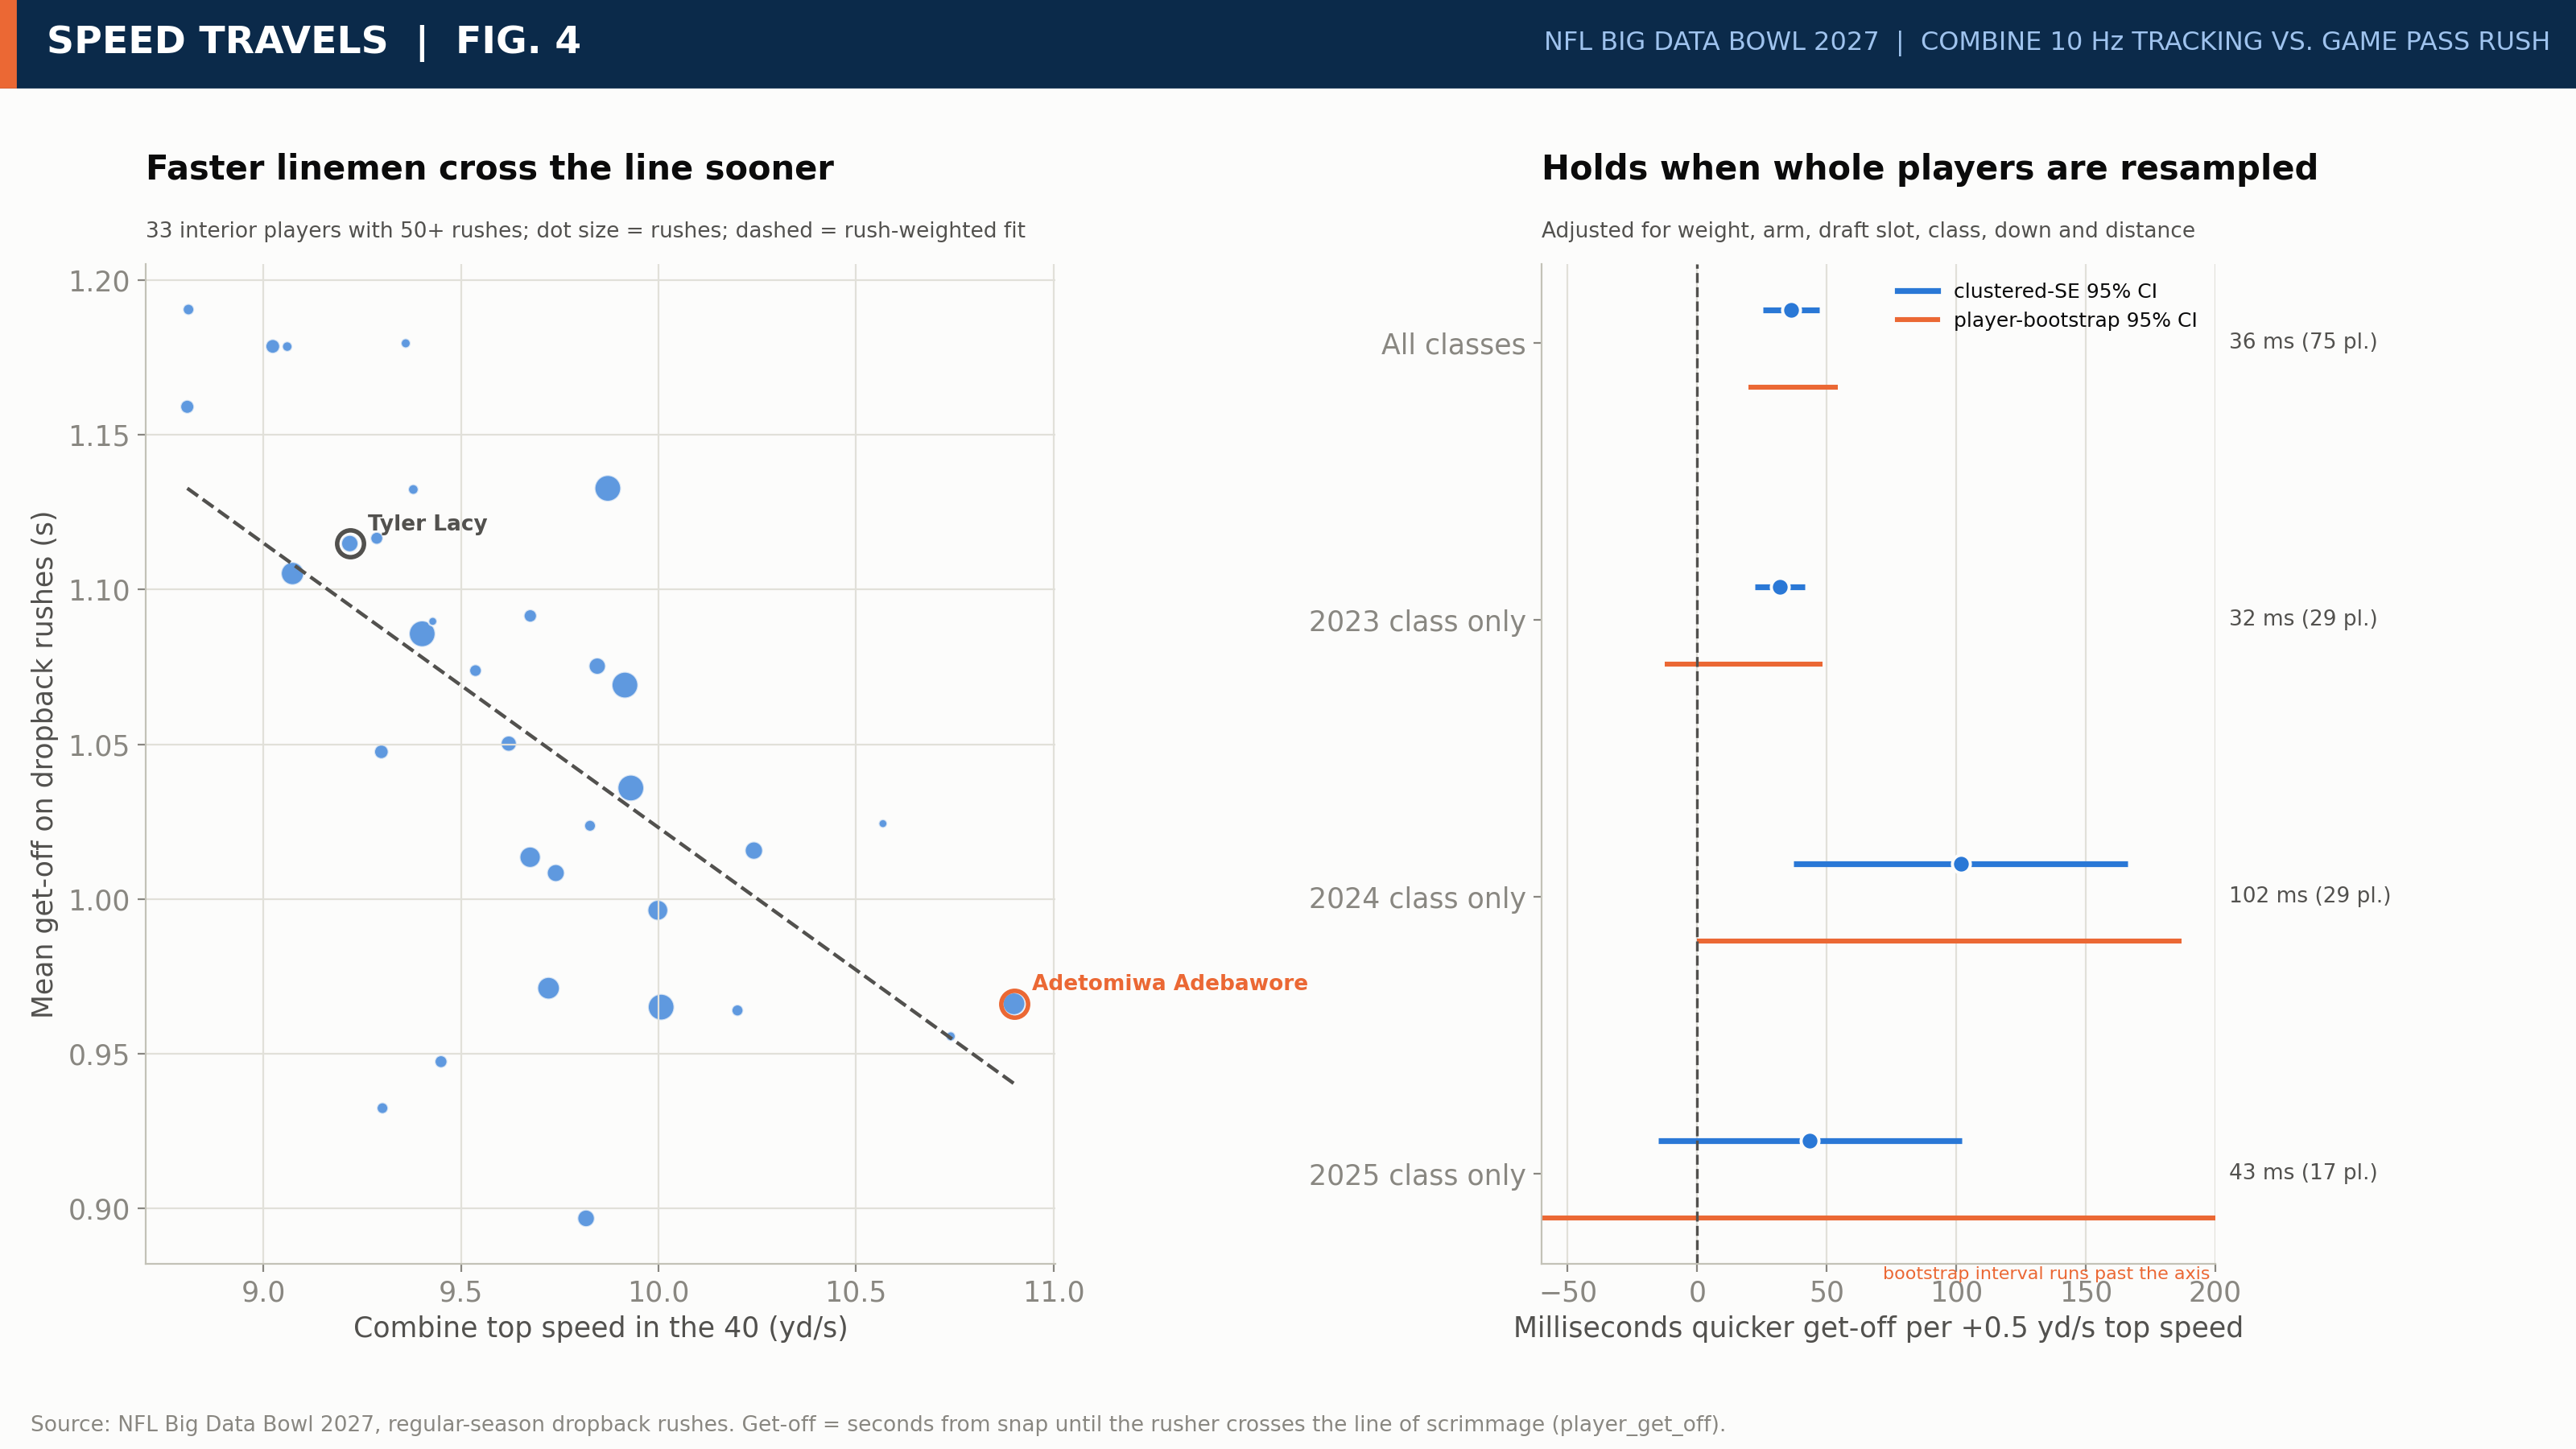 SPEED TRAVELS | FIG. 4
NFL BIG DATA BOWL 2027 | COMBINE 10 Hz TRACKING VS. GAME PASS RUSH
Faster linemen cross the line sooner
33 interior players with 50+ rushes; dot size = rushes; dashed = rush-weighted fit
Mean get-off on dropback rushes (s)
1.20
1.15
1.10
1.05
1.00
0.95
0.90
Tyler Lacy
Adetomiwa Adebawore
9.0
9.5
10.0
10.5
11.0
Combine top speed in the 40 (yd/s)
Holds when whole players are resampled
Adjusted for weight, arm, draft slot, class, down and distance
clustered-SE 95% CI
player-bootstrap 95% CI
All classes
36 ms (75 pl.)
2023 class only
32 ms (29 pl.)
2024 class only
102 ms (29 pl.)
2025 class only
43 ms (17 pl.)
bootstrap interval runs past the axis
−50
0
50
100
150
200
Milliseconds quicker get-off per +0.5 yd/s top speed
Source: NFL Big Data Bowl 2027, regular-season dropback rushes. Get-off = seconds from snap until the rusher crosses the line of scrimmage (player_get_off).